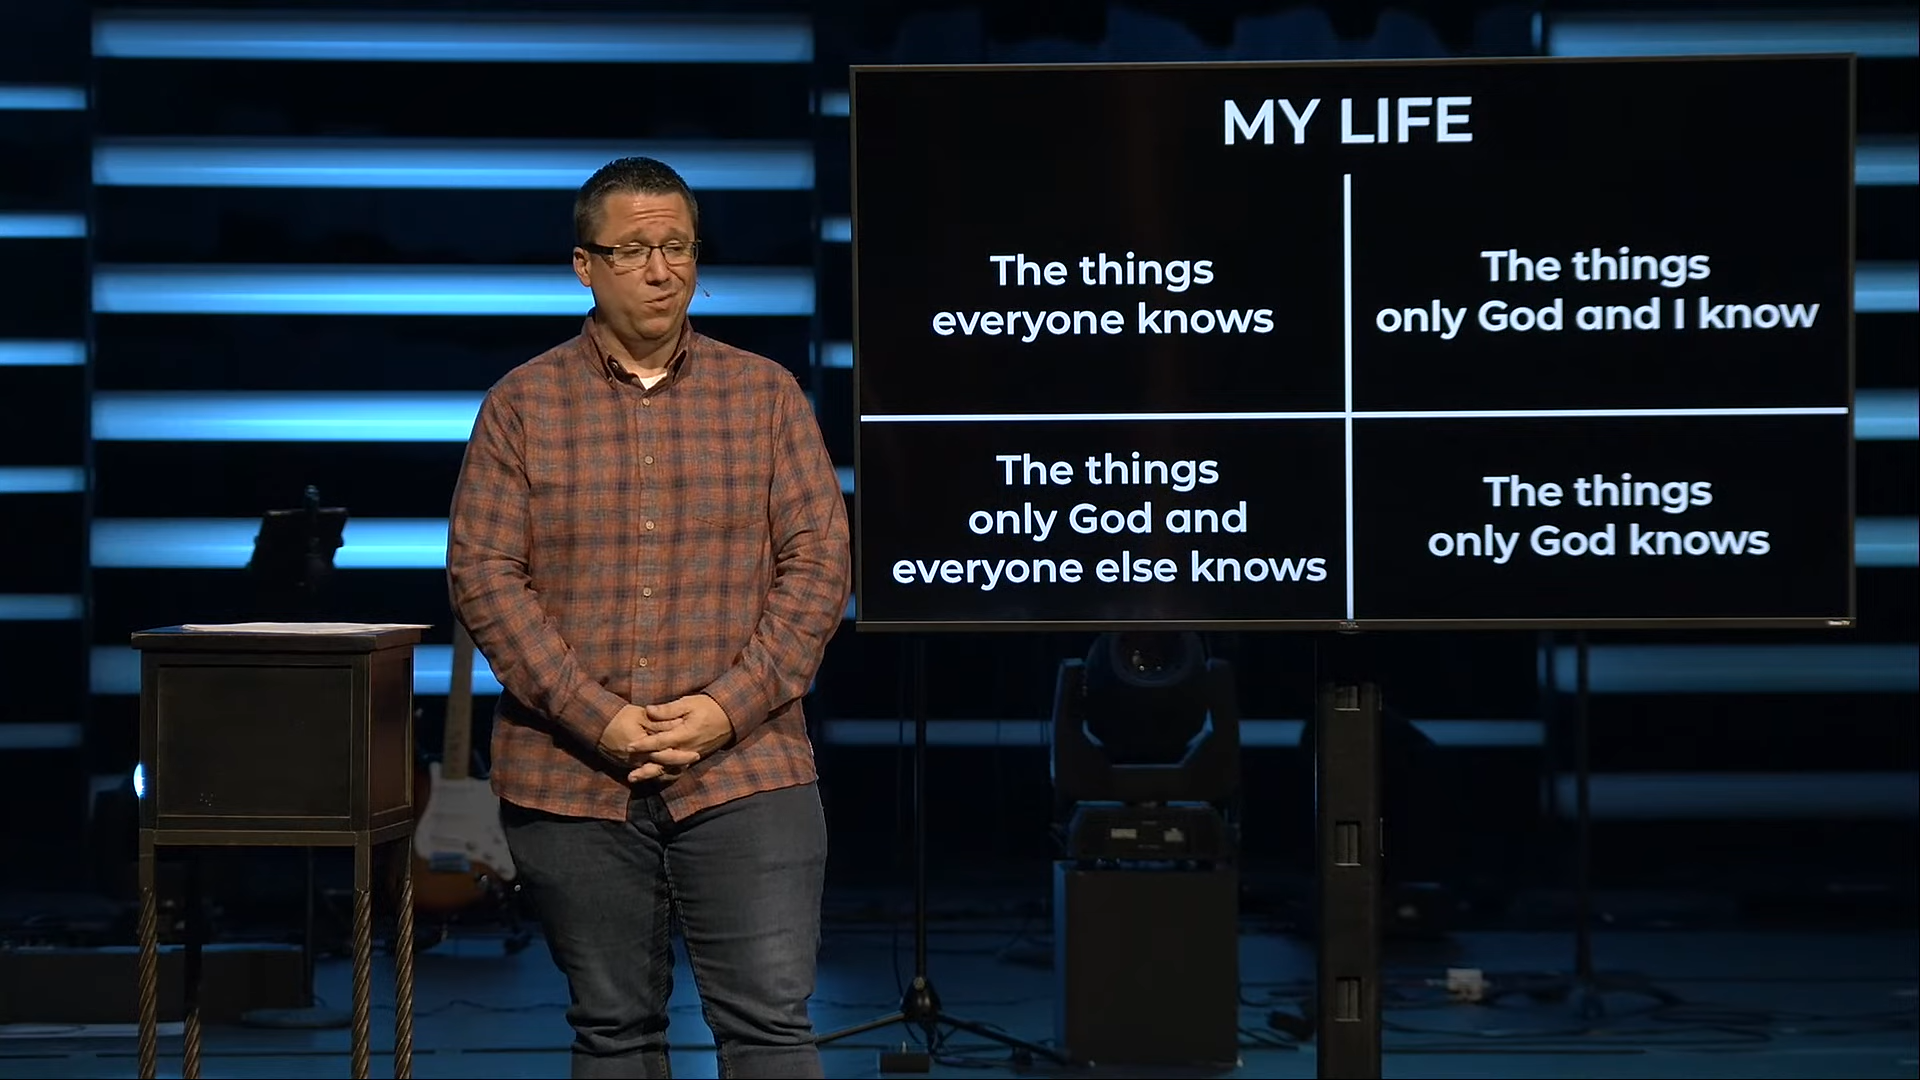 MY LIFE
The things
everyone knows
The things
only God and I know
The things
only God and
everyone else knows
The things
only God knows